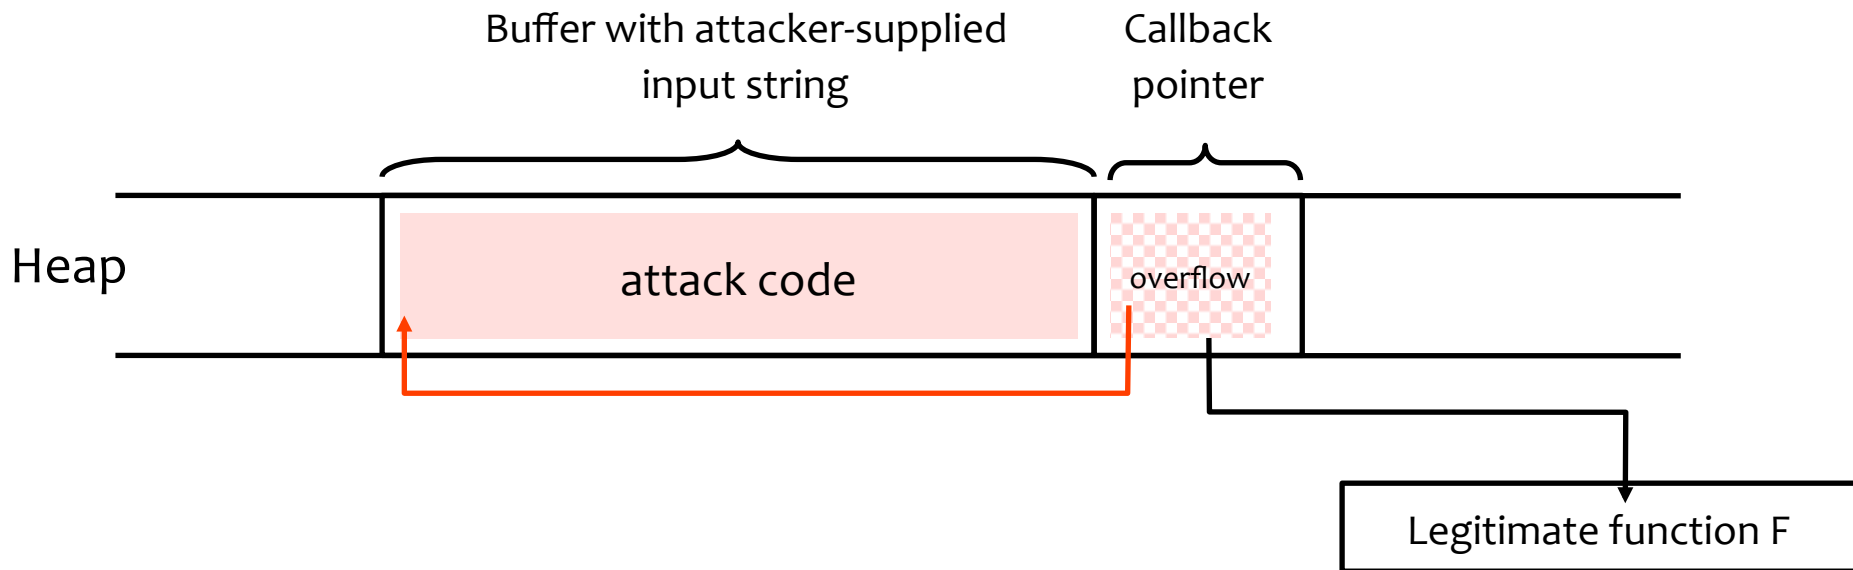 Buffer with attacker-supplied
input string
Callback
pointer
Heap
attack code
overflow
Legitimate function F